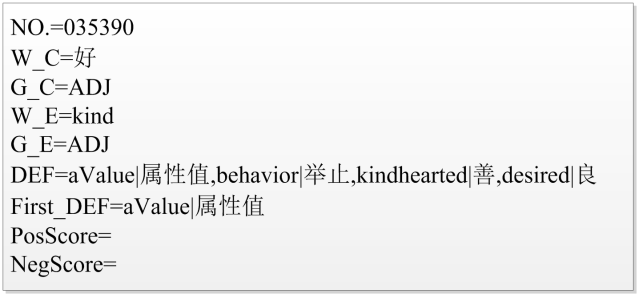 NO.=035390
W_C=好
G_C=ADJ
W_E=kind
G_E=ADJ
DEF=aValue|属性值,behavior|举止,kindhearted|善,desired|良
First_DEF=aValue|属性值
PosScore=
NegScore=